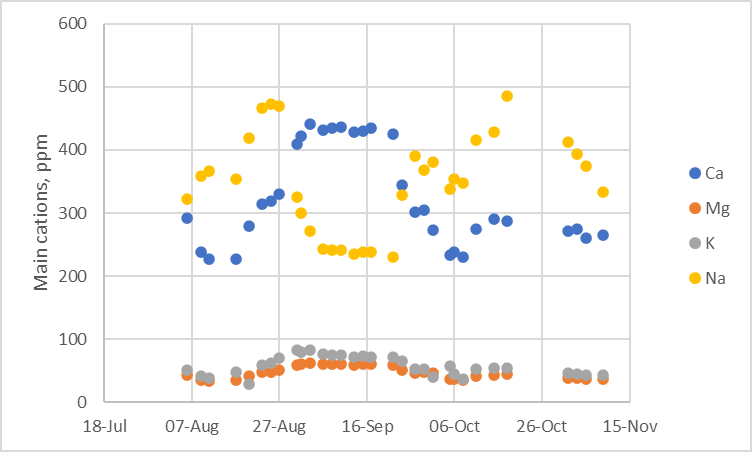 600
500
400
300
200
100
0
Main cations, ppm
18-Jul 07-Aug 27-Aug 16-Sep 06-Oct 26-Oct 15-Nov
Ca
Mg
K
Na